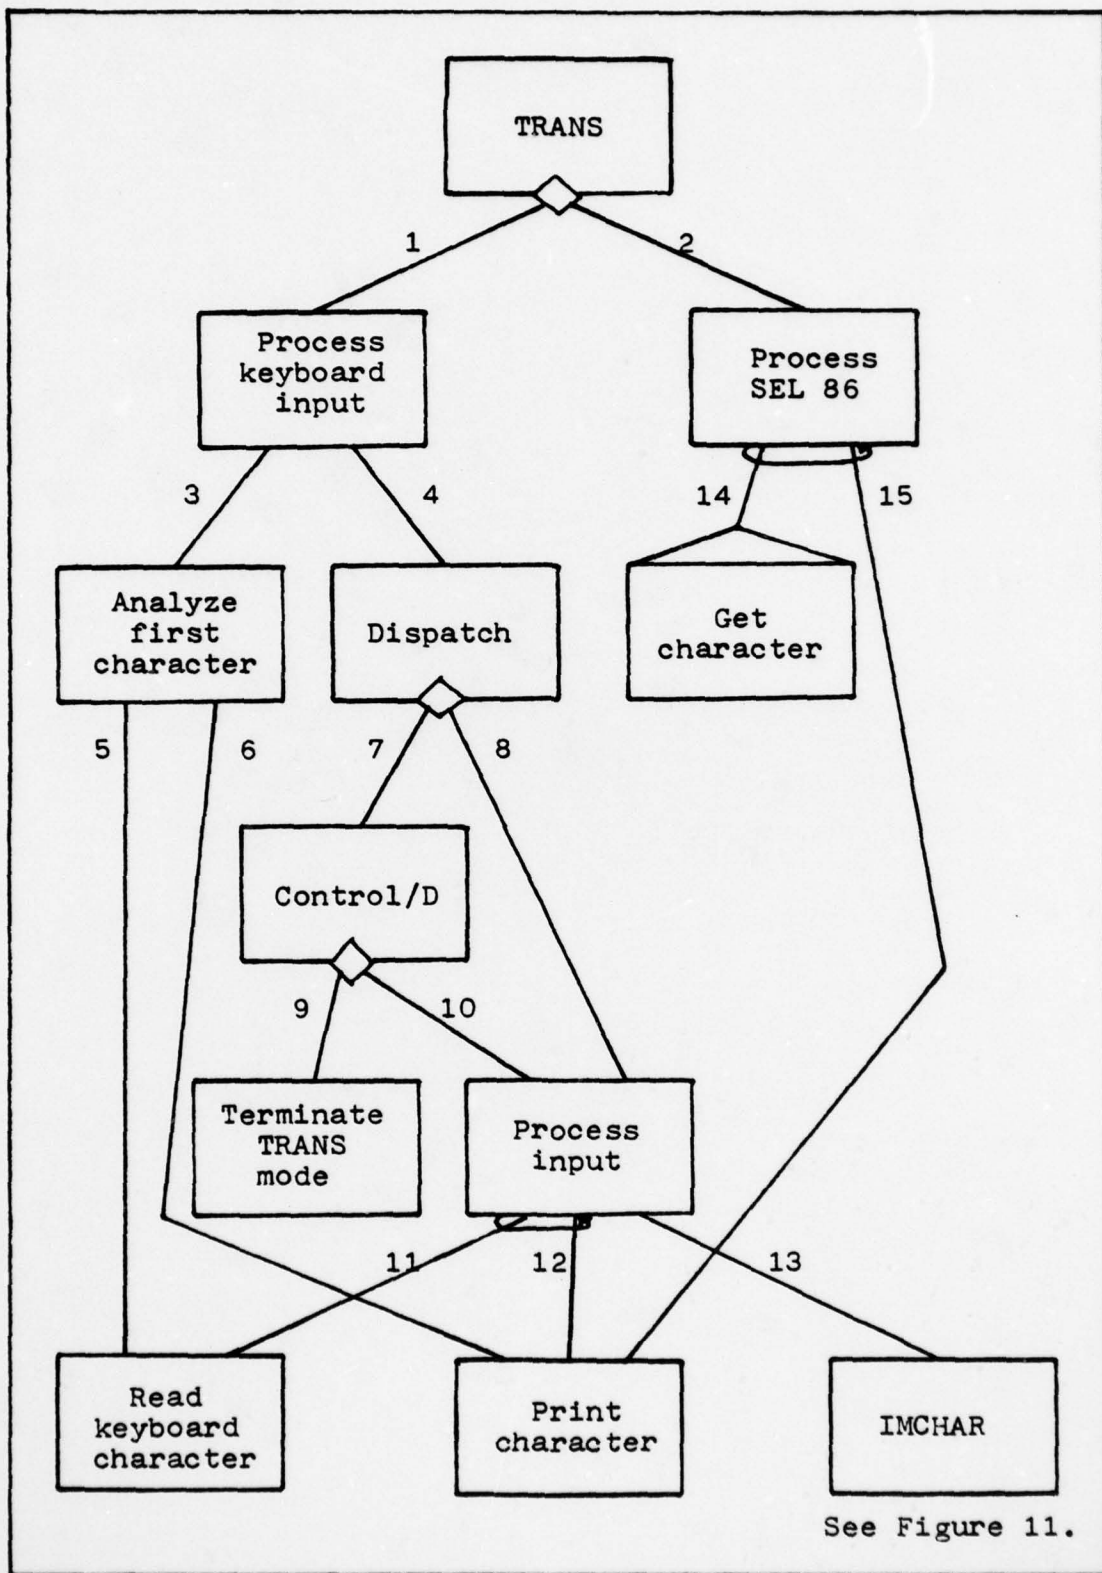 TRANS
1
2
Process
keyboard
input
Process
SEL 86
3
4
14
15
Analyze
first
character
Dispatch
Get
character
5
6
7
8
Control/D
9
10
Terminate
TRANS
mode
Process
input
11
12
13
Read
keyboard
character
Print
character
IMCHAR
See Figure 11.